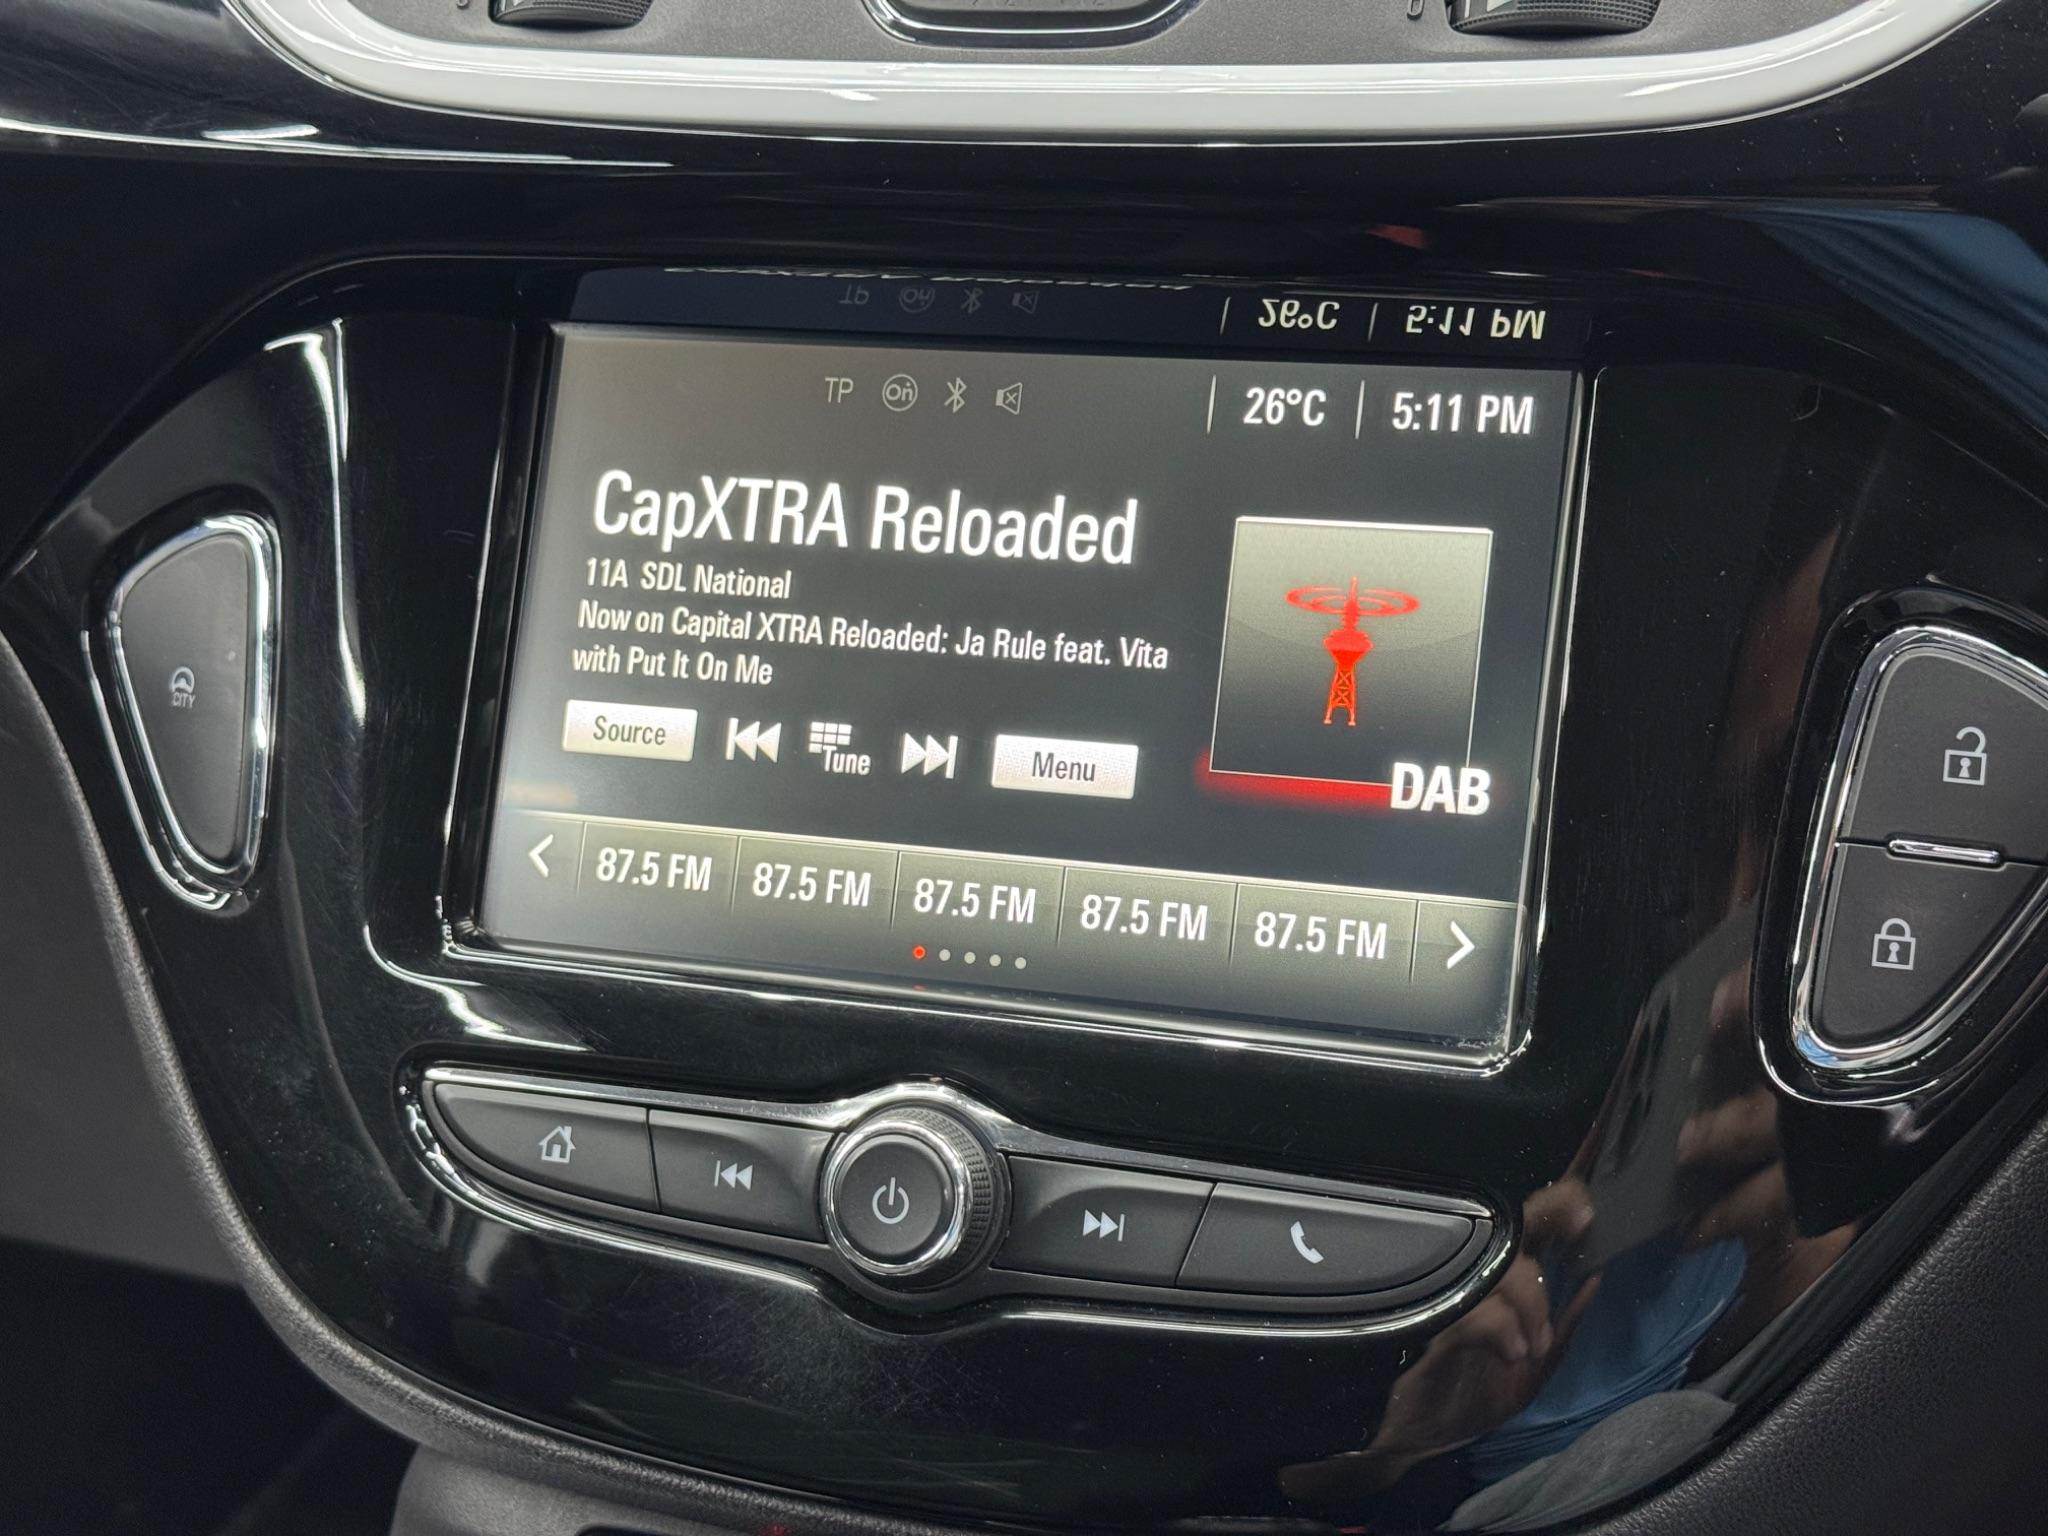 TP On 26°C 5:11 PM
CapXTRA Reloaded
11A SDL National
Now on Capital XTRA Reloaded: Ja Rule feat. Vita
with Put It On Me
Source Tune Menu
DAB
87.5 FM 87.5 FM 87.5 FM 87.5 FM 87.5 FM
CITY